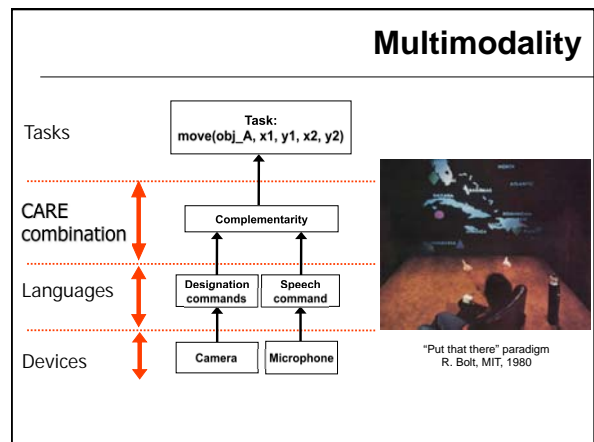 Multimodality
Tasks
Task:
move(obj_A, x1, y1, x2, y2)
CARE
combination
Complementarity
Languages
Designation
commands
Speech
command
Devices
Camera
Microphone
"Put that there" paradigm
R. Bolt, MIT, 1980